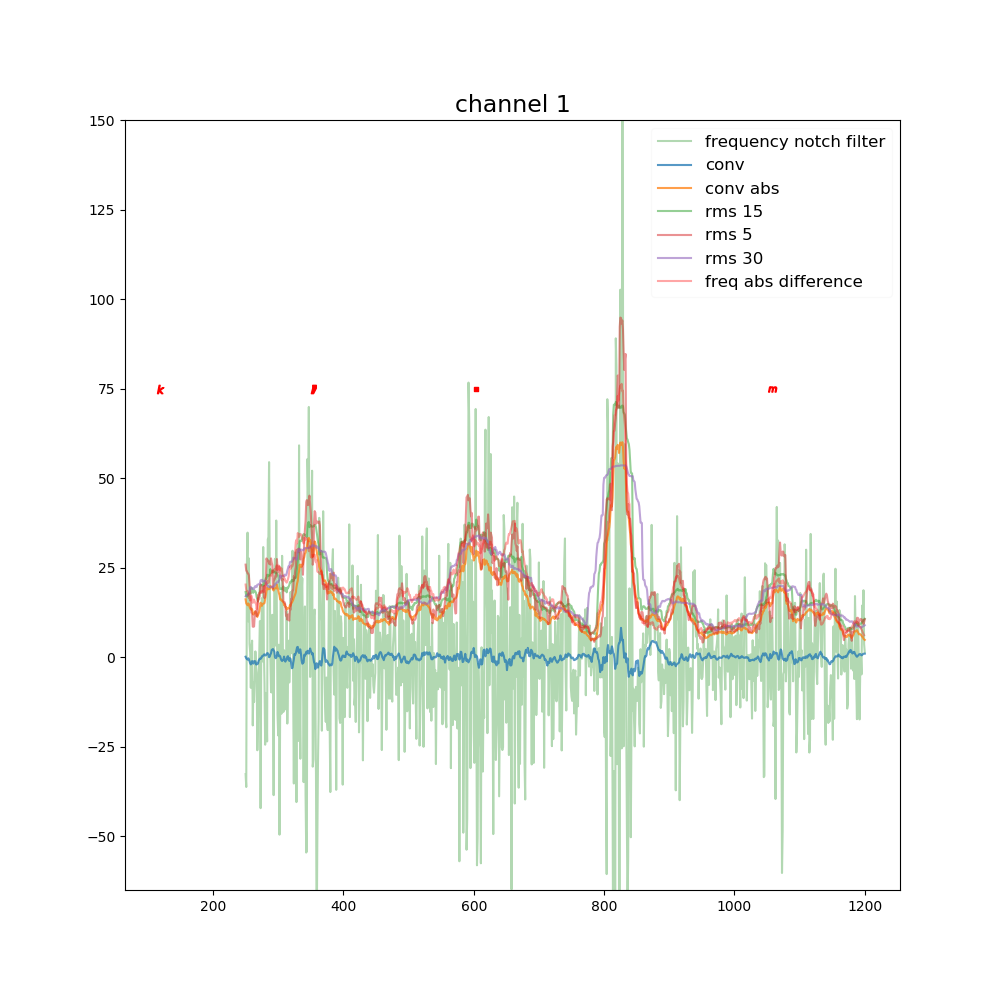 channel 1
150
125
100
75
50
25
0
−25
−50
frequency notch filter
conv
conv abs
rms 15
rms 5
rms 30
freq abs difference
k , . m
200 400 600 800 1000 1200